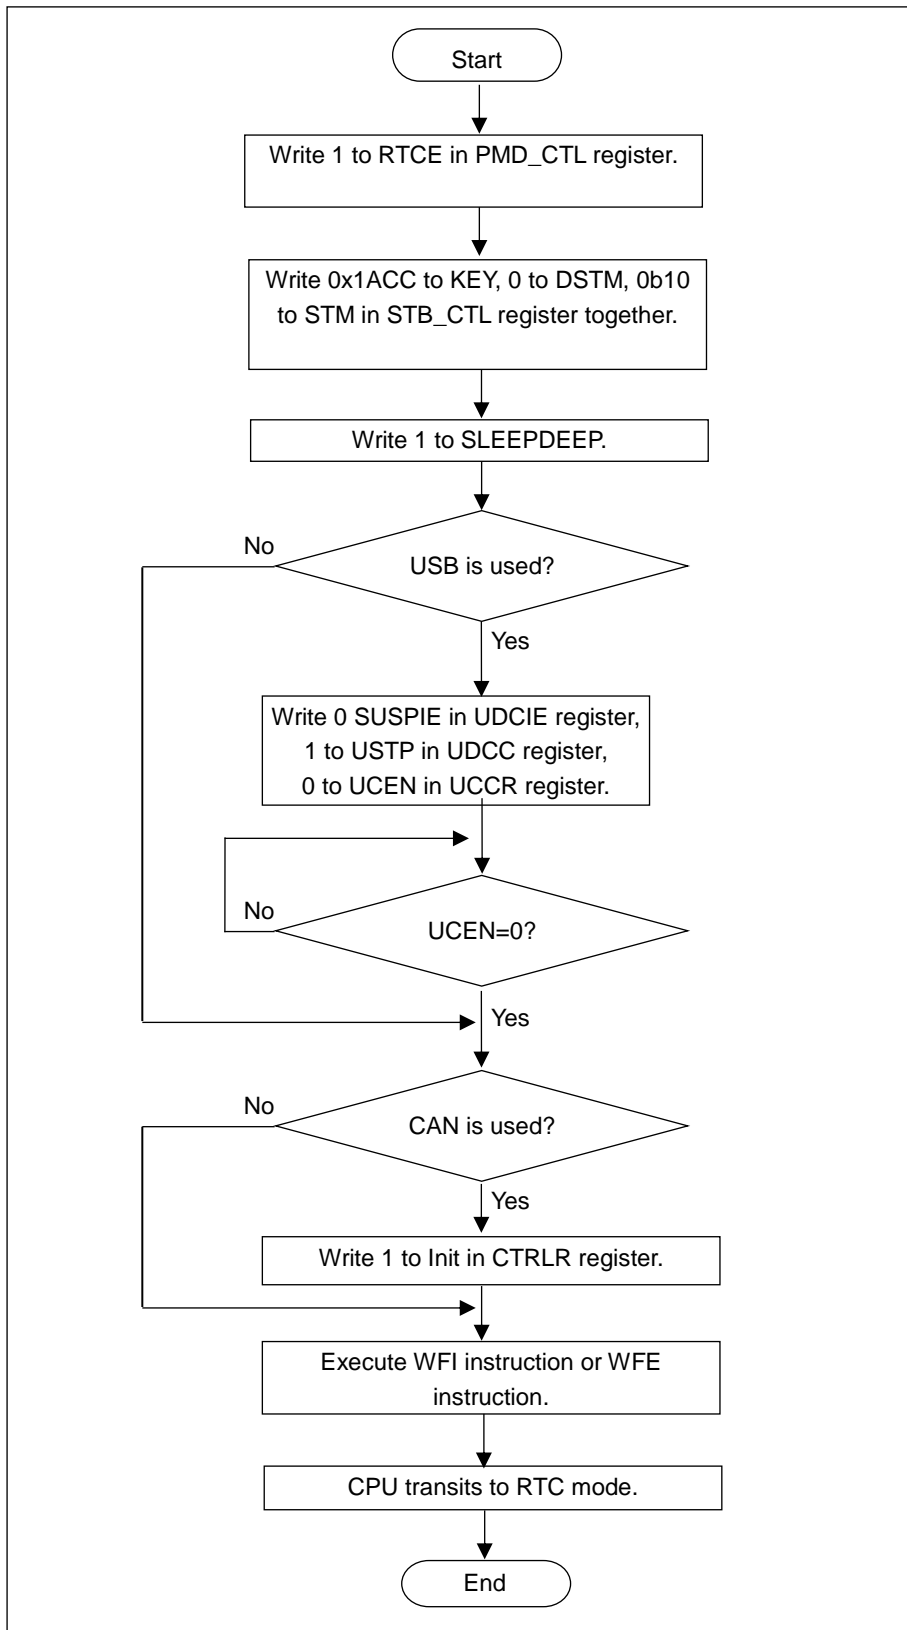 Start
Write 1 to RTCE in PMD_CTL register.
Write 0x1ACC to KEY, 0 to DSTM, 0b10
to STM in STB_CTL register together.
Write 1 to SLEEPDEEP.
No
USB is used?
Yes
Write 0 SUSPIE in UDCIE register,
1 to USTP in UDCC register,
0 to UCEN in UCCR register.
No
UCEN=0?
Yes
No
CAN is used?
Yes
Write 1 to Init in CTRLR register.
Execute WFI instruction or WFE
instruction.
CPU transits to RTC mode.
End